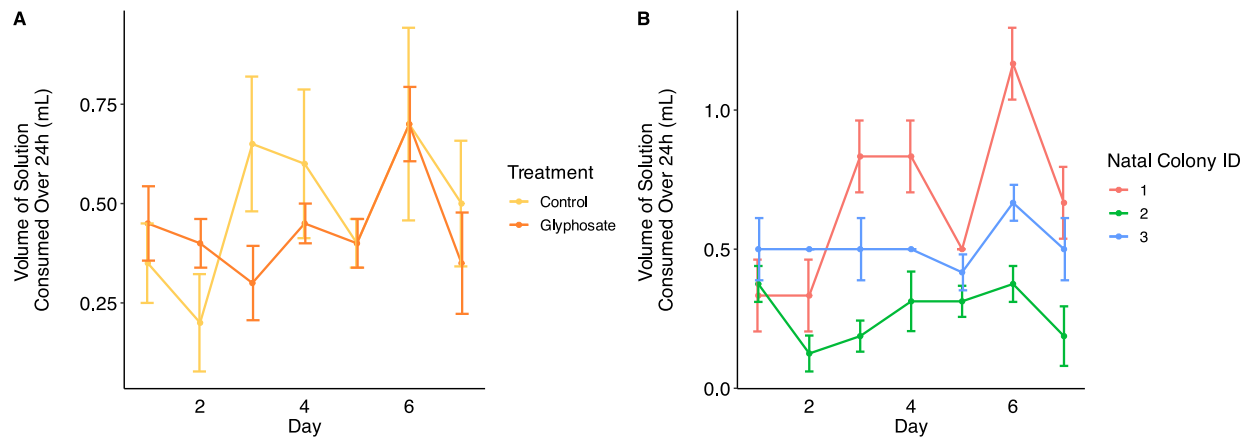 A
Volume of Solution
Consumed Over 24h (mL)
0.75
0.50
0.25
2
4
6
Day
Treatment
Control
Glyphosate
B
Volume of Solution
Consumed Over 24h (mL)
1.0
0.5
0.0
2
4
6
Day
Natal Colony ID
1
2
3